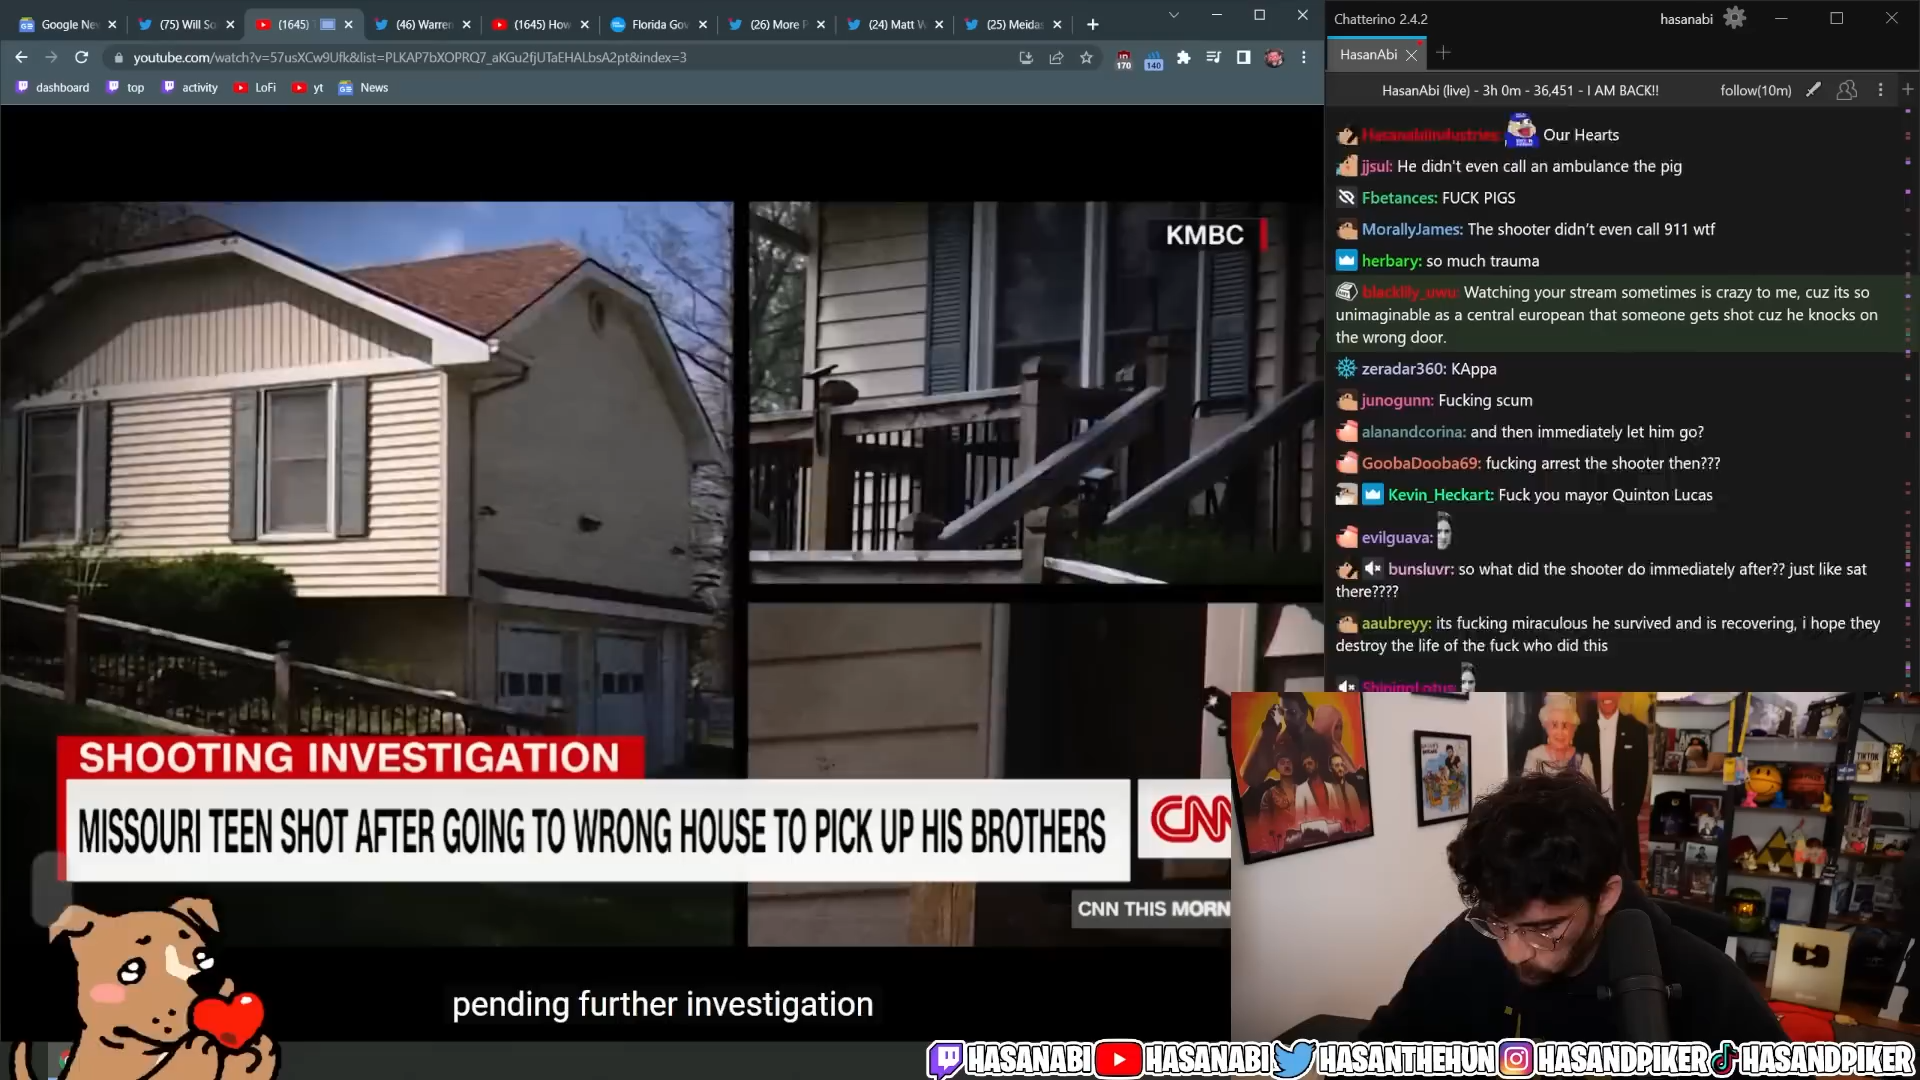 Google Ne
(75) Will So
(1645)
(46) Warren
(1645) How
Florida Gov
(26) More P
(24) Matt W
(25) Meidas
youtube.com/watch?v=57usXCw9Ufk&list=PLKAP7bXOPRQ7_aKGu2fjUTaEHALbsA2pt&index=3
170
140
dashboard
top
activity
LoFi
yt
News
KMBC
SHOOTING INVESTIGATION
MISSOURI TEEN SHOT AFTER GOING TO WRONG HOUSE TO PICK UP HIS BROTHERS
CNN
CNN THIS MORN
pending further investigation
Chatterino 2.4.2
hasanabi
HasanAbi
HasanAbi (live) - 3h 0m - 36,451 - I AM BACK!!
follow(10m)
Hasanabiindustries: Our Hearts
jjsul: He didn't even call an ambulance the pig
Fbetances: FUCK PIGS
MorallyJames: The shooter didn’t even call 911 wtf
herbary: so much trauma
blacklily_uwu: Watching your stream sometimes is crazy to me, cuz its so
unimaginable as a central european that someone gets shot cuz he knocks on
the wrong door.
zeradar360: KAppa
junogunn: Fucking scum
alanandcorina: and then immediately let him go?
GoobaDooba69: fucking arrest the shooter then???
Kevin_Heckart: Fuck you mayor Quinton Lucas
evilguava:
bunsluvr: so what did the shooter do immediately after?? just like sat
there????
aaubreyy: its fucking miraculous he survived and is recovering, i hope they
destroy the life of the fuck who did this
ShiningLotus:
HASANABI HASANABI HASANTHEHUN HASANDPIKER HASANDPIKER